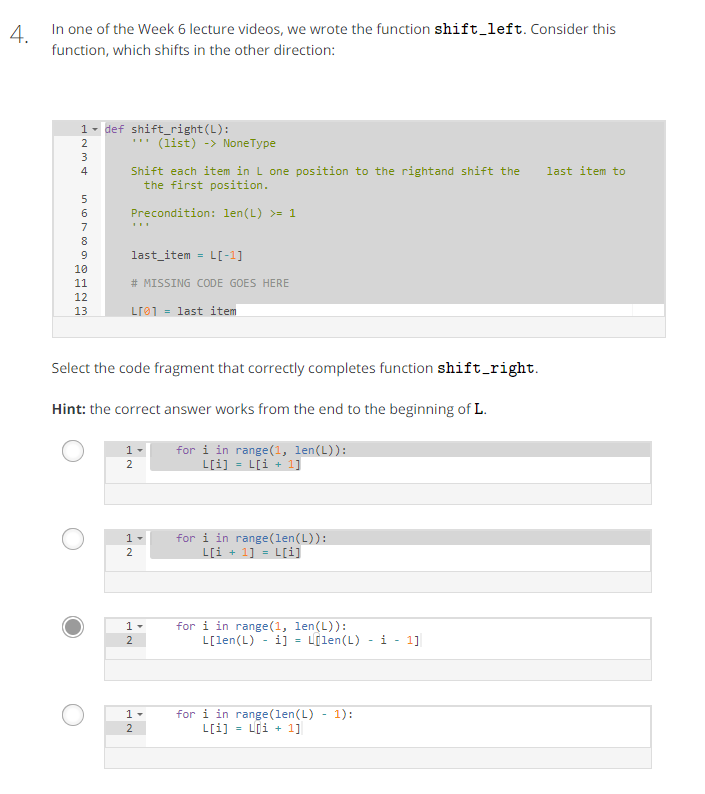 4.
In one of the Week 6 lecture videos, we wrote the function shift_left. Consider this
function, which shifts in the other direction:
1 def shift_right(L):
2 ''' (list) -> NoneType
3
4 Shift each item in L one position to the rightand shift the last item to
the first position.
5
6 Precondition: len(L) >= 1
7 '''
8
9 last_item = L[-1]
10
11 # MISSING CODE GOES HERE
12
13 L[0] = last_item
Select the code fragment that correctly completes function shift_right.
Hint: the correct answer works from the end to the beginning of L.
1 for i in range(1, len(L)):
2 L[i] = L[i + 1]
1 for i in range(len(L)):
2 L[i + 1] = L[i]
1 for i in range(1, len(L)):
2 L[len(L) - i] = L[len(L) - i - 1]
1 for i in range(len(L) - 1):
2 L[i] = L[i + 1]